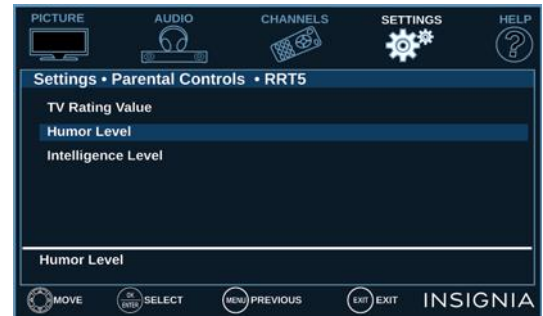 PICTURE AUDIO CHANNELS SETTINGS HELP
Settings • Parental Controls • RRT5
TV Rating Value
Humor Level
Intelligence Level
Humor Level
MOVE OK ENTER SELECT MENU PREVIOUS EXIT EXIT INSIGNIA